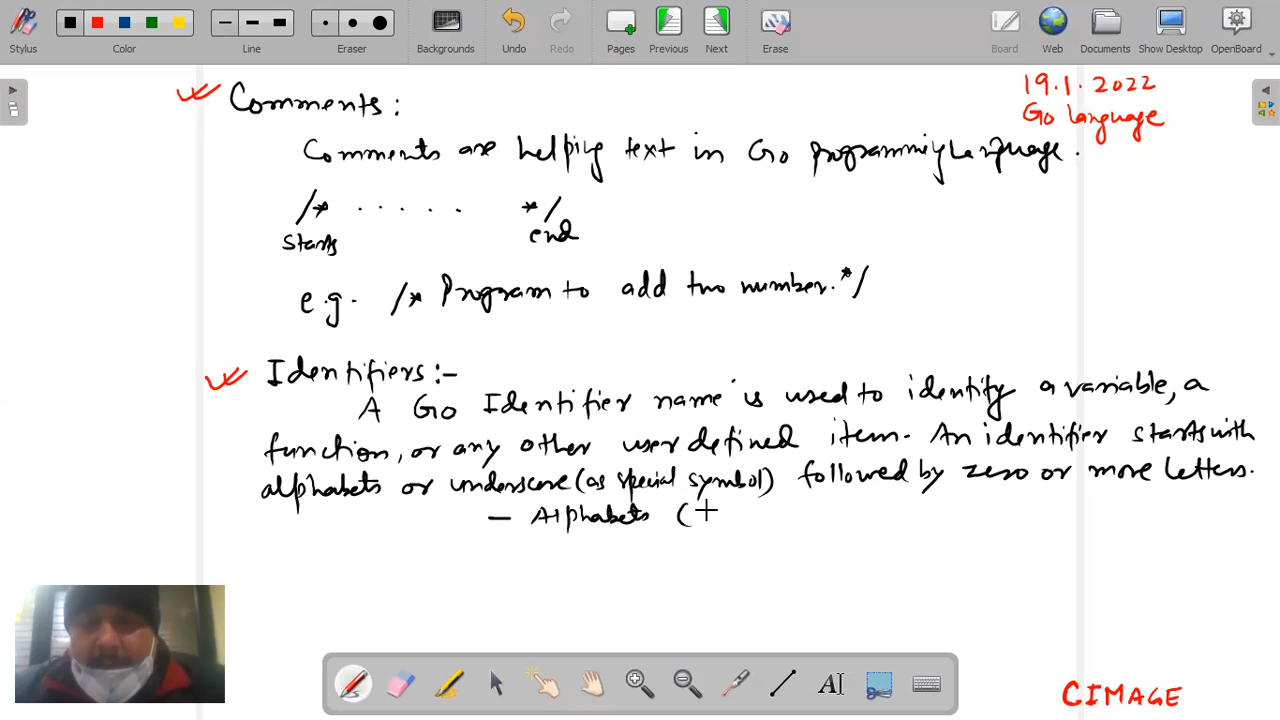 Stylus Color Line Eraser Backgrounds Undo Redo Pages Previous Next Erase Board Web Documents Show Desktop OpenBoard
19.1.2022
Go language
Comments:
Comments are helping text in Go programming Language.
/* ..... */
starts end
e.g. /* Program to add two number. */
Identifiers:-
A Go Identifier name is used to identify a variable, a
function, or any other user defined item. An identifier starts with
alphabets or underscore (as special symbol) followed by zero or more letters.
— Alphabets (
CIMAGE